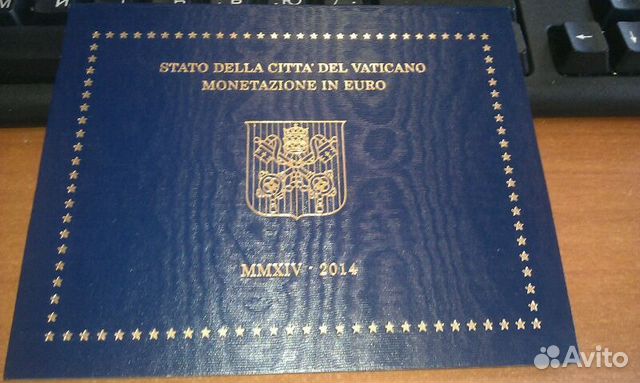 STATO DELLA CITTA' DEL VATICANO
MONETAZIONE IN EURO
MMXIV - 2014
Avito